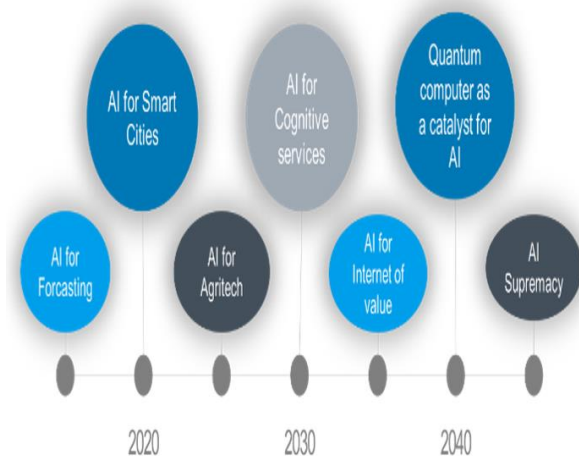 AI for Smart
Cities
AI for
Cognitive
services
Quantum
computer as
a catalyst for
AI
AI for
Forcasting
AI for
Agritech
AI for
Internet of
value
AI
Supremacy
2020
2030
2040